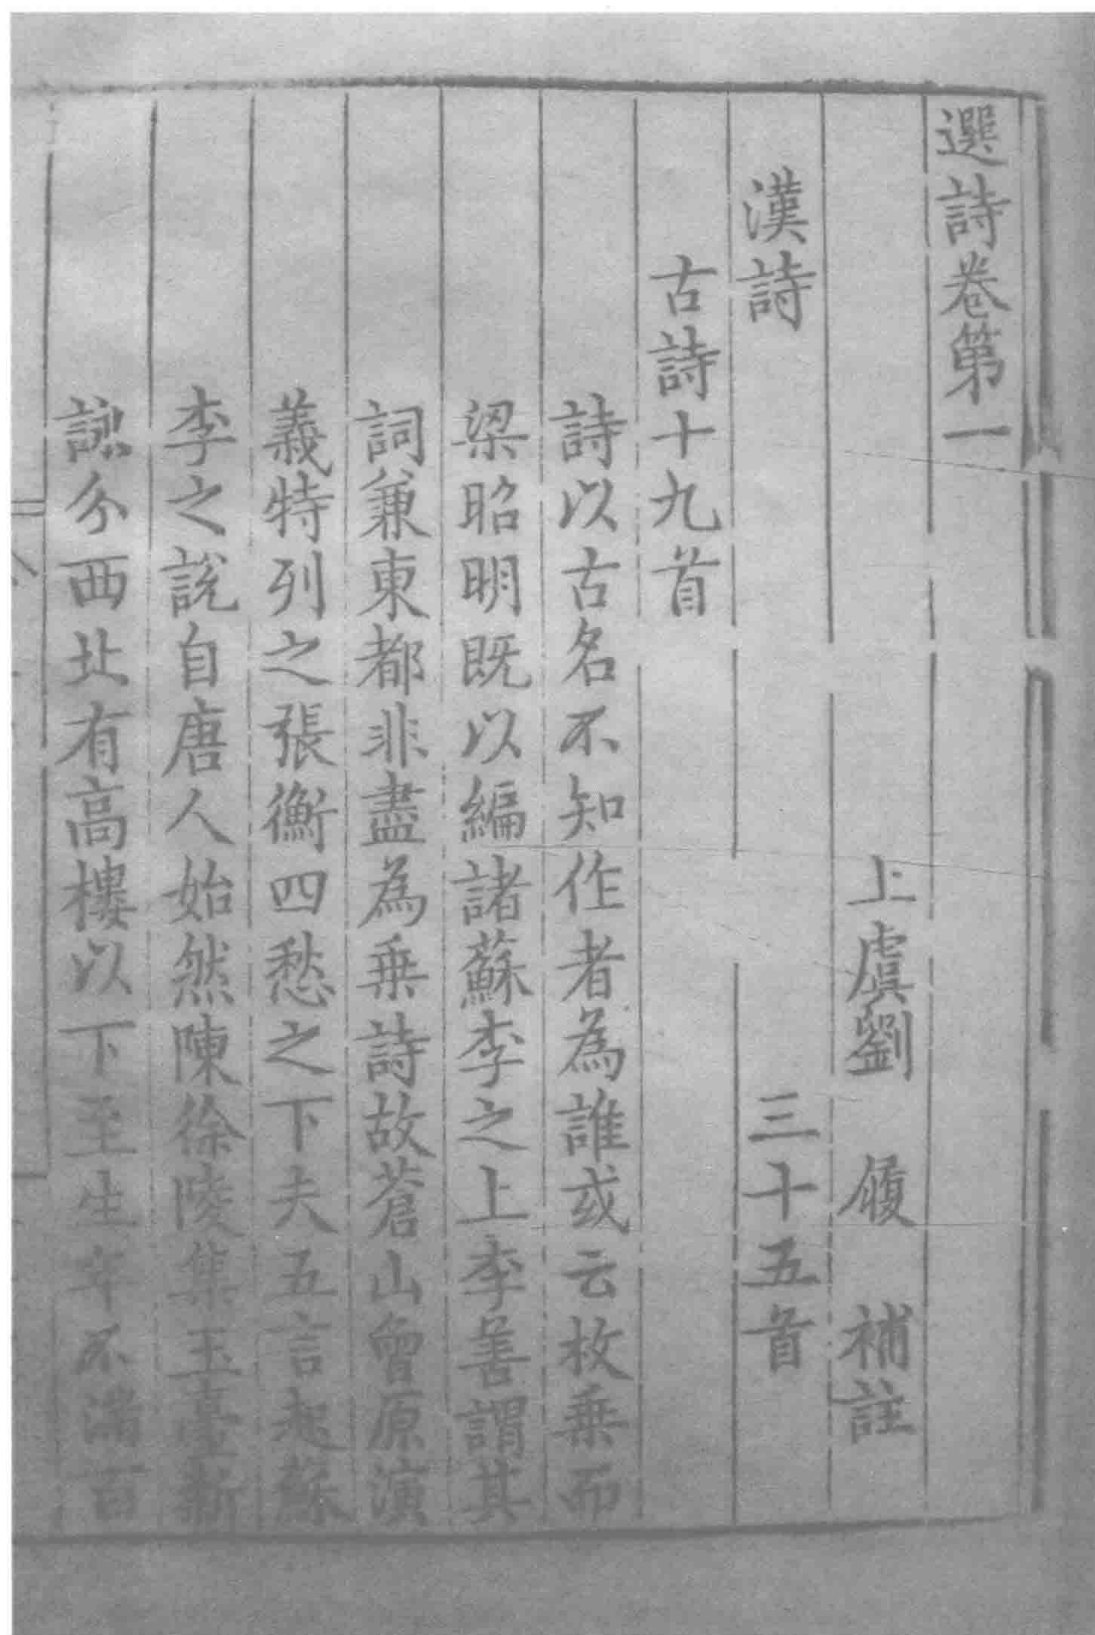 選詩卷第一
上虞劉 履 補註
漢詩 三十五首
古詩十九首
詩以古名不知作者為誰或云枚乗而
梁昭明既以編諸蘇李之上李善謂其
詞兼東都非盡為乗詩故蒼山曾原演
義特列之張衡四愁之下夫五言起蘇
李之說自唐人始然陳徐陵集玉臺新
詠分西北有高樓以下至生年不滿百